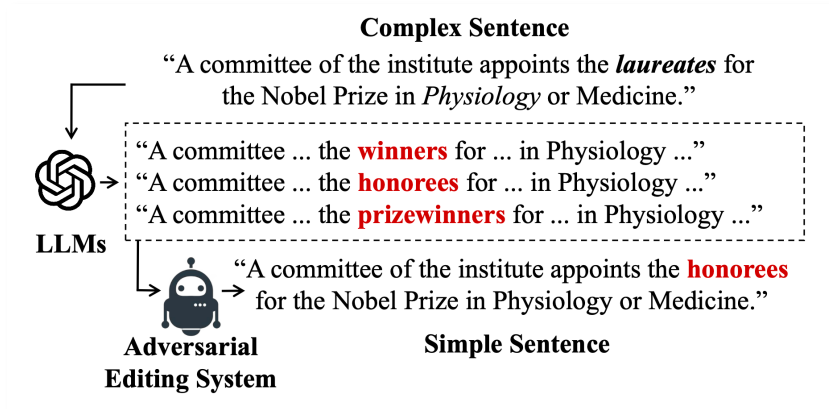 Complex Sentence
“A committee of the institute appoints the laureates for
the Nobel Prize in Physiology or Medicine.”
“A committee ... the winners for ... in Physiology ...”
“A committee ... the honorees for ... in Physiology ...”
“A committee ... the prizewinners for ... in Physiology ...”
LLMs
“A committee of the institute appoints the honorees
for the Nobel Prize in Physiology or Medicine.”
Adversarial
Editing System
Simple Sentence